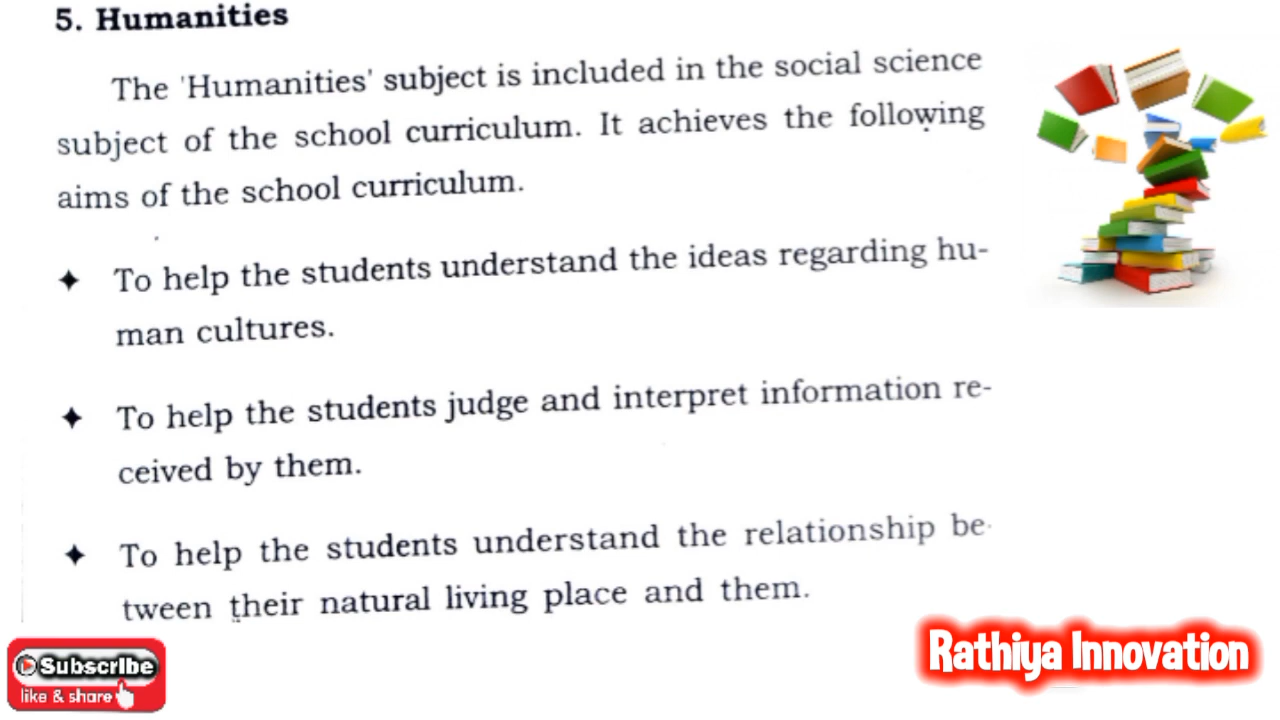 5. Humanities
The 'Humanities' subject is included in the social science
subject of the school curriculum. It achieves the following
aims of the school curriculum.
✦ To help the students understand the ideas regarding hu-
man cultures.
✦ To help the students judge and interpret information re-
ceived by them.
✦ To help the students understand the relationship be-
tween their natural living place and them.
Subscribe
like & share
Rathiya Innovation